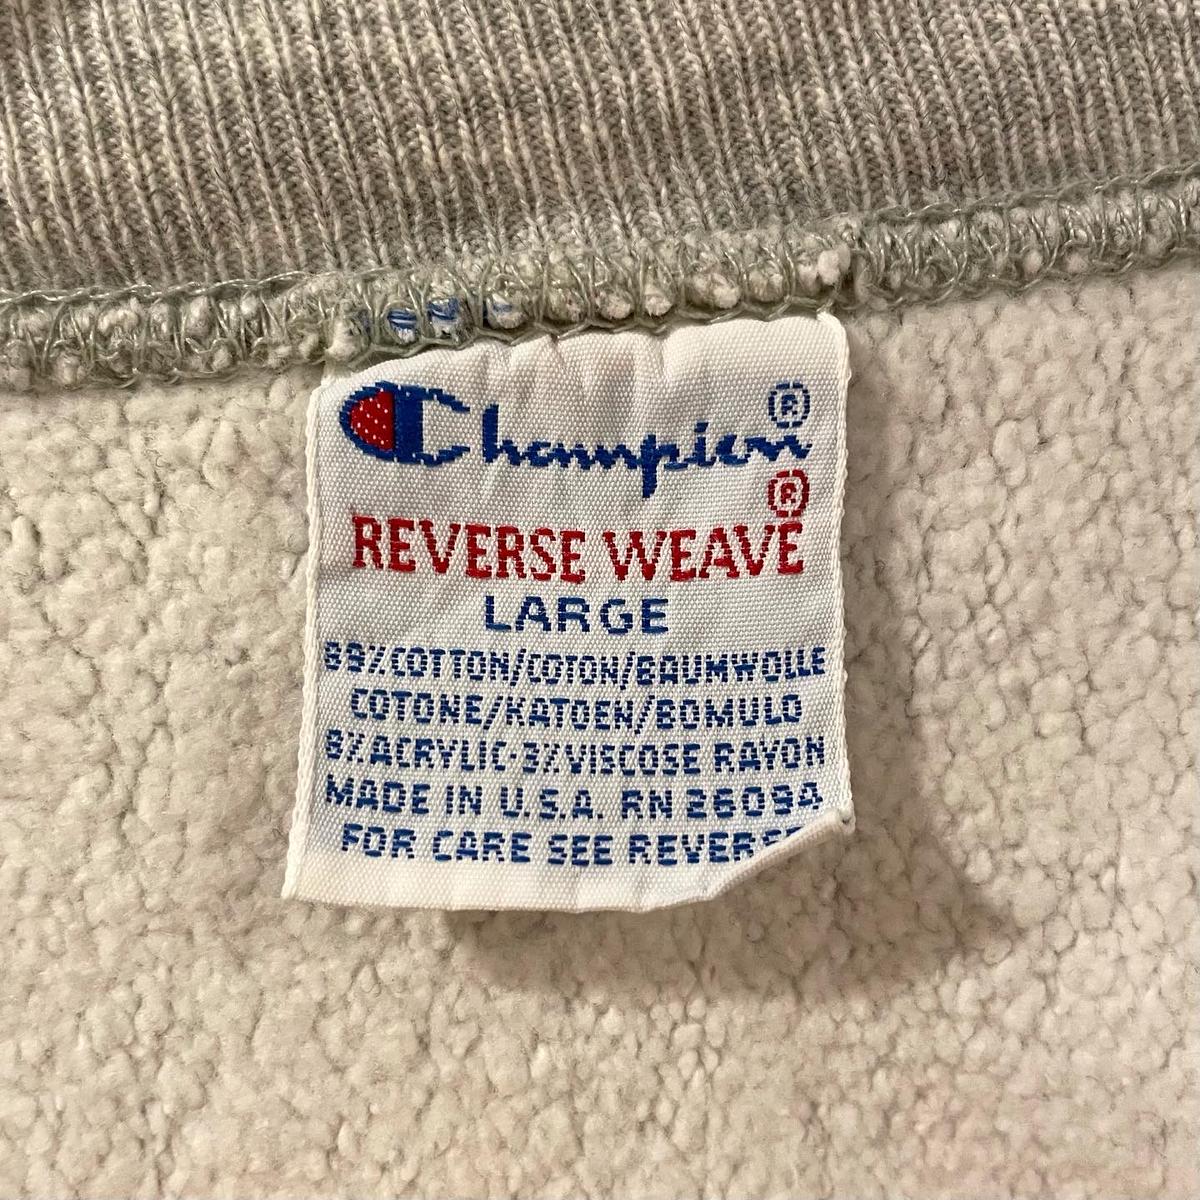 Champion®
REVERSE WEAVE®
LARGE
89% COTTON/COTON/BAUMWOLLE
COTONE/KATOEN/BOMULD
8% ACRYLIC·3% VISCOSE RAYON
MADE IN U.S.A. RN 26094
FOR CARE SEE REVERSE